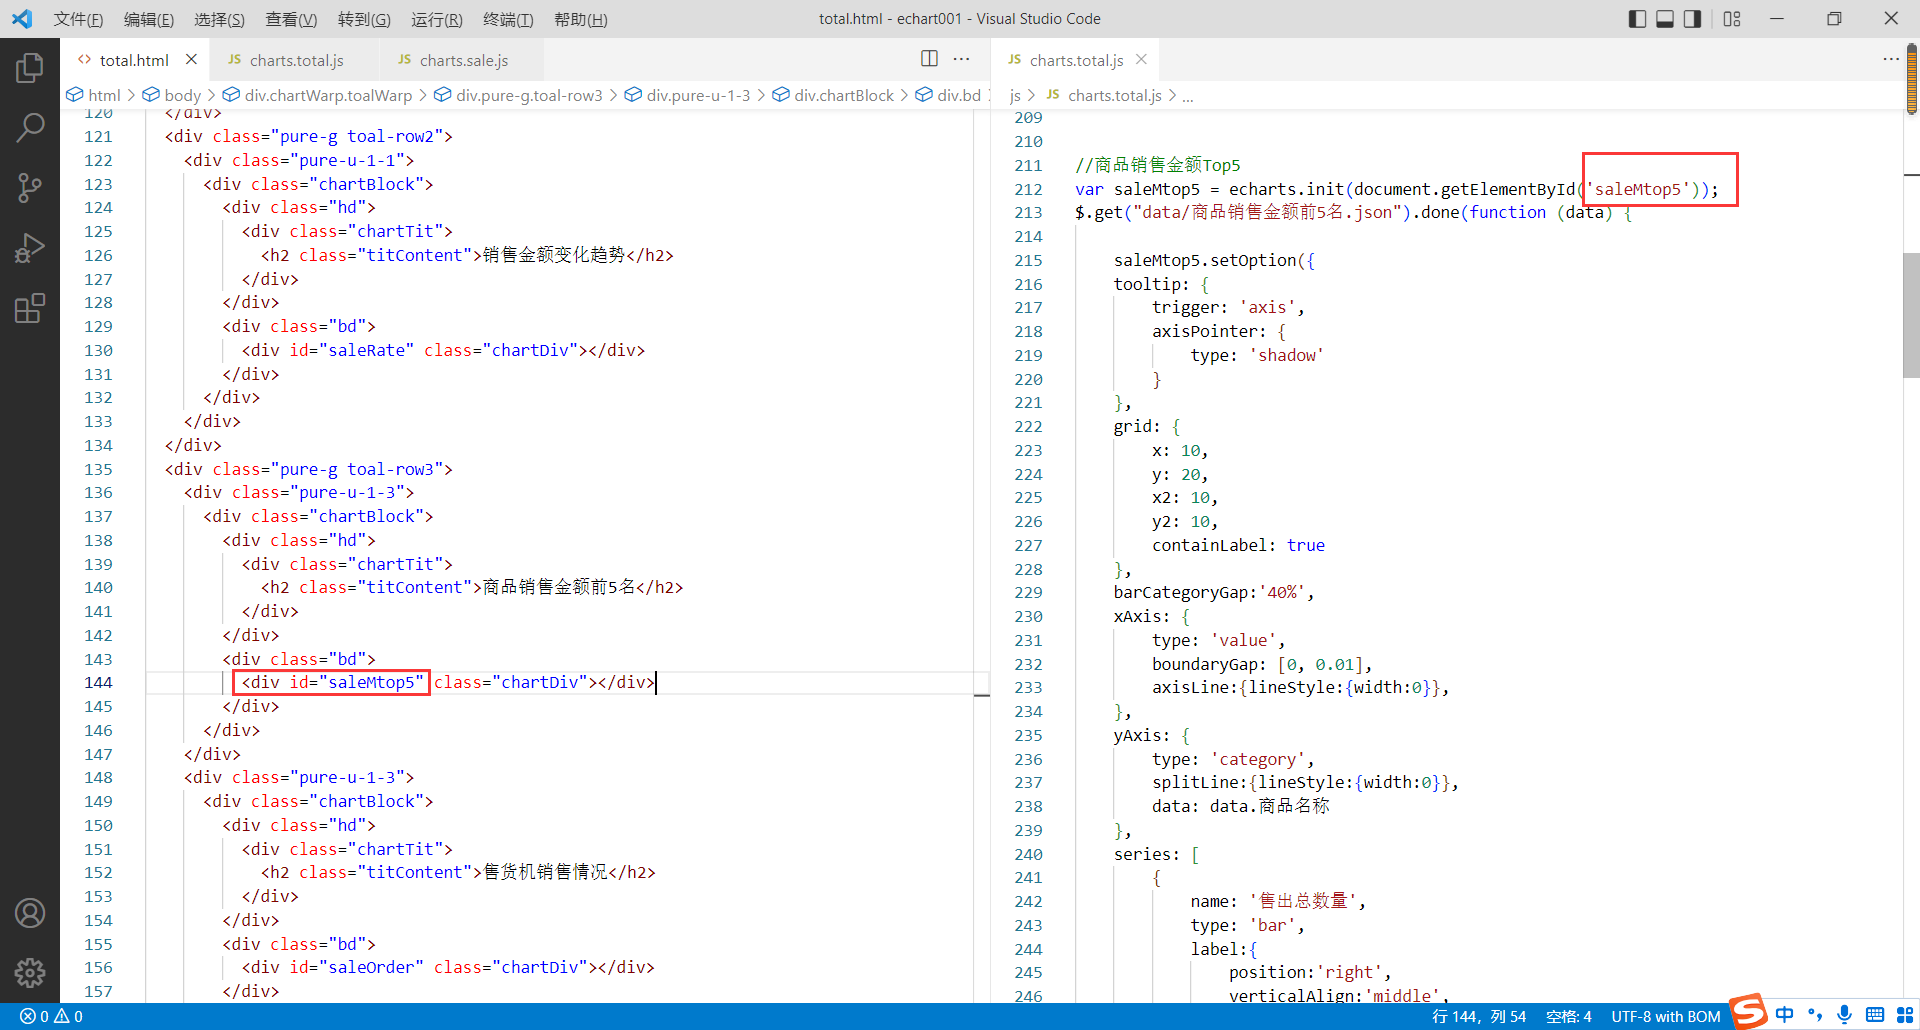 文件(F) 编辑(E) 选择(S) 查看(V) 转到(G) 运行(R) 终端(T) 帮助(H) total.html - echart001 - Visual Studio Code
total.html JS charts.total.js JS charts.sale.js
html > body > div.chartWarp.toalWarp > div.pure-g.toal-row3 > div.pure-u-1-3 > div.chartBlock > div.bd
120 </div>
121 <div class="pure-g toal-row2">
122 <div class="pure-u-1-1">
123 <div class="chartBlock">
124 <div class="hd">
125 <div class="chartTit">
126 <h2 class="titContent">销售金额变化趋势</h2>
127 </div>
128 </div>
129 <div class="bd">
130 <div id="saleRate" class="chartDiv"></div>
131 </div>
132 </div>
133 </div>
134 </div>
135 <div class="pure-g toal-row3">
136 <div class="pure-u-1-3">
137 <div class="chartBlock">
138 <div class="hd">
139 <div class="chartTit">
140 <h2 class="titContent">商品销售金额前5名</h2>
141 </div>
142 </div>
143 <div class="bd">
144 <div id="saleMtop5" class="chartDiv"></div>
145 </div>
146 </div>
147 </div>
148 <div class="pure-u-1-3">
149 <div class="chartBlock">
150 <div class="hd">
151 <div class="chartTit">
152 <h2 class="titContent">售货机销售情况</h2>
153 </div>
154 </div>
155 <div class="bd">
156 <div id="saleOrder" class="chartDiv"></div>
157 </div>
JS charts.total.js
js > JS charts.total.js > ...
209
210
211 //商品销售金额Top5
212 var saleMtop5 = echarts.init(document.getElementById('saleMtop5'));
213 $.get("data/商品销售金额前5名.json").done(function (data) {
214
215 saleMtop5.setOption({
216 tooltip: {
217 trigger: 'axis',
218 axisPointer: {
219 type: 'shadow'
220 }
221 },
222 grid: {
223 x: 10,
224 y: 20,
225 x2: 10,
226 y2: 10,
227 containLabel: true
228 },
229 barCategoryGap:'40%',
230 xAxis: {
231 type: 'value',
232 boundaryGap: [0, 0.01],
233 axisLine:{lineStyle:{width:0}},
234 },
235 yAxis: {
236 type: 'category',
237 splitLine:{lineStyle:{width:0}},
238 data: data.商品名称
239 },
240 series: [
241 {
242 name: '售出总数量',
243 type: 'bar',
244 label:{
245 position:'right',
246 verticalAlign:'middle',
0 0 行 144，列 54 空格: 4 UTF-8 with BOM 中